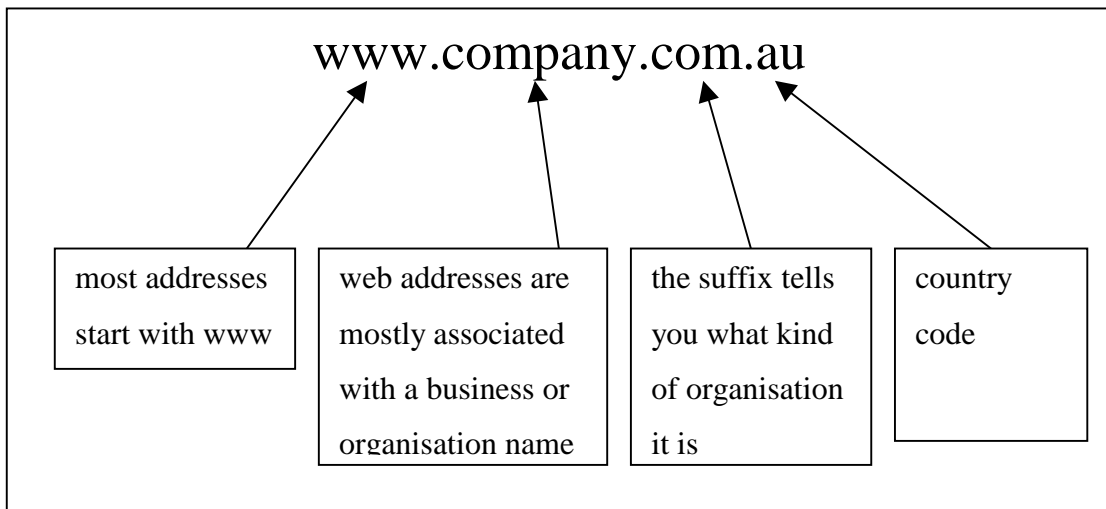 www.company.com.au
most addresses
start with www
web addresses are
mostly associated
with a business or
organisation name
the suffix tells
you what kind
of organisation
it is
country
code